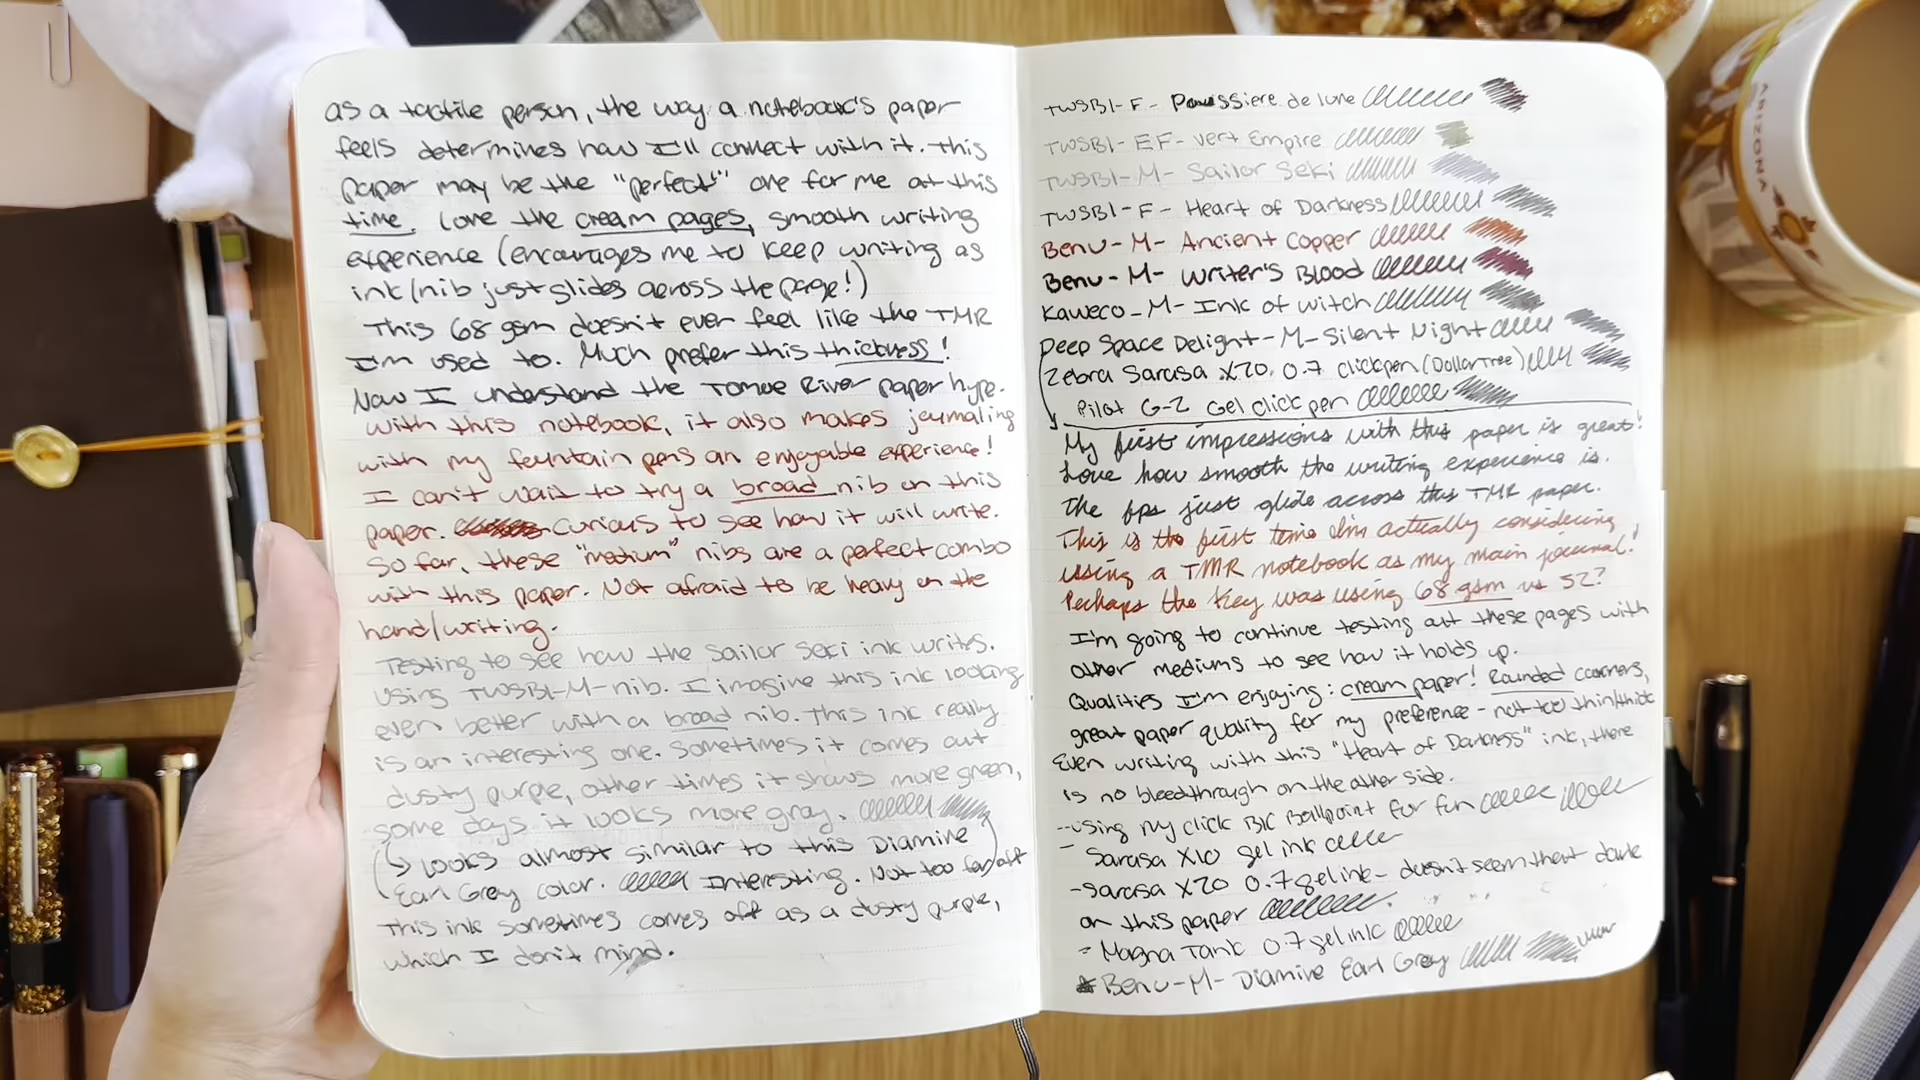 as a tactile person, the way a notebook's paper
feels determines how I'll connect with it. This
paper may be the "perfect" one for me at this
time. Love the cream pages, smooth writing
experience (encourages me to keep writing as
ink/nib just glides across the page!)
This 68 gsm doesn't ever feel like the TMR
I'm used to. Much prefer this thickness!
Now I understand the Tomoe River paper hype.
With this notebook, it also makes journaling
with my fountain pens an enjoyable experience!
I can't wait to try a broad nib on this
paper. Curious to see how it will write.
So far, these "medium" nibs are a perfect combo
with this paper. Not afraid to be heavy on the
hand/writing.
Testing to see how the Sailor Seki ink writes.
Using TWSBI-M-nib. I imagine this ink looking
even better with a broad nib. This ink really
is an interesting one. Sometimes it comes out
dusty purple, other times it shows more green,
some days it looks more gray.
↳ Looks almost similar to this Diamine
Earl Grey color. Interesting. Not too far off
This ink sometimes comes off as a dusty purple,
which I don't mind.
TWSBI-F- Poussiere de lune
TWSBI- EF- Vert Empire
TWSBI-M- Sailor Seki
TWSBI-F- Heart of Darkness
Benu-M- Ancient Copper
Benu-M- Writer's Blood
Kaweco-M-Ink of Witch
Deep Space Delight-M-Silent Night
Zebra Sarasa X20, 0.7 click pen (DollarTree)
Pilot G-2 Gel click pen
My first impressions with this paper is great!
Love how smooth the writing experience is.
The fps just glide across this TMR paper.
This is the first time I'm actually considering
using a TMR notebook as my main journal!
Perhaps the key was using 68 gsm vs 52?
I'm going to continue testing out these pages with
other mediums to see how it holds up.
Qualities I'm enjoying: cream paper! Rounded corners,
great paper quality for my preference - not too thin/thick
Even writing with this "Heart of Darkness" ink, there
is no bleedthrough on the other side.
--using my click BIC Ballpoint for fun
- Sarasa X10 gel ink
-Sarasa X20 0.7 gel ink- doesn't seem that dark
on this paper
- Magna Tank 0.7 gel ink
* Benu-M- Diamine Earl Grey
ARIZONA